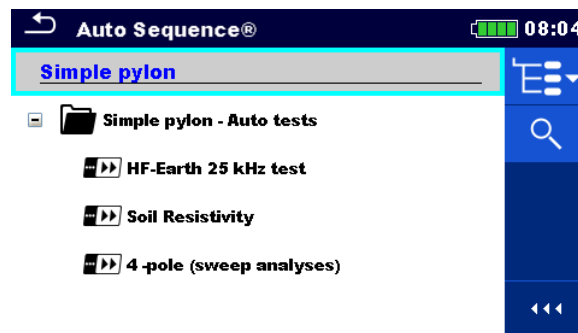 Auto Sequence® 08:04
Simple pylon
Simple pylon - Auto tests
HF-Earth 25 kHz test
Soil Resistivity
4 -pole (sweep analyses)